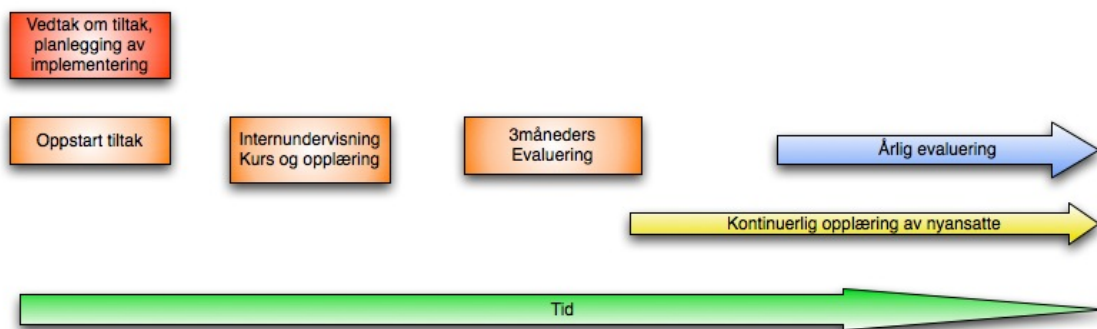 Vedtak om tiltak,
planlegging av
implementering
Oppstart tiltak
Internundervisning
Kurs og opplæring
3måneders
Evaluering
Årlig evaluering
Kontinuerlig opplæring av nyansatte
Tid